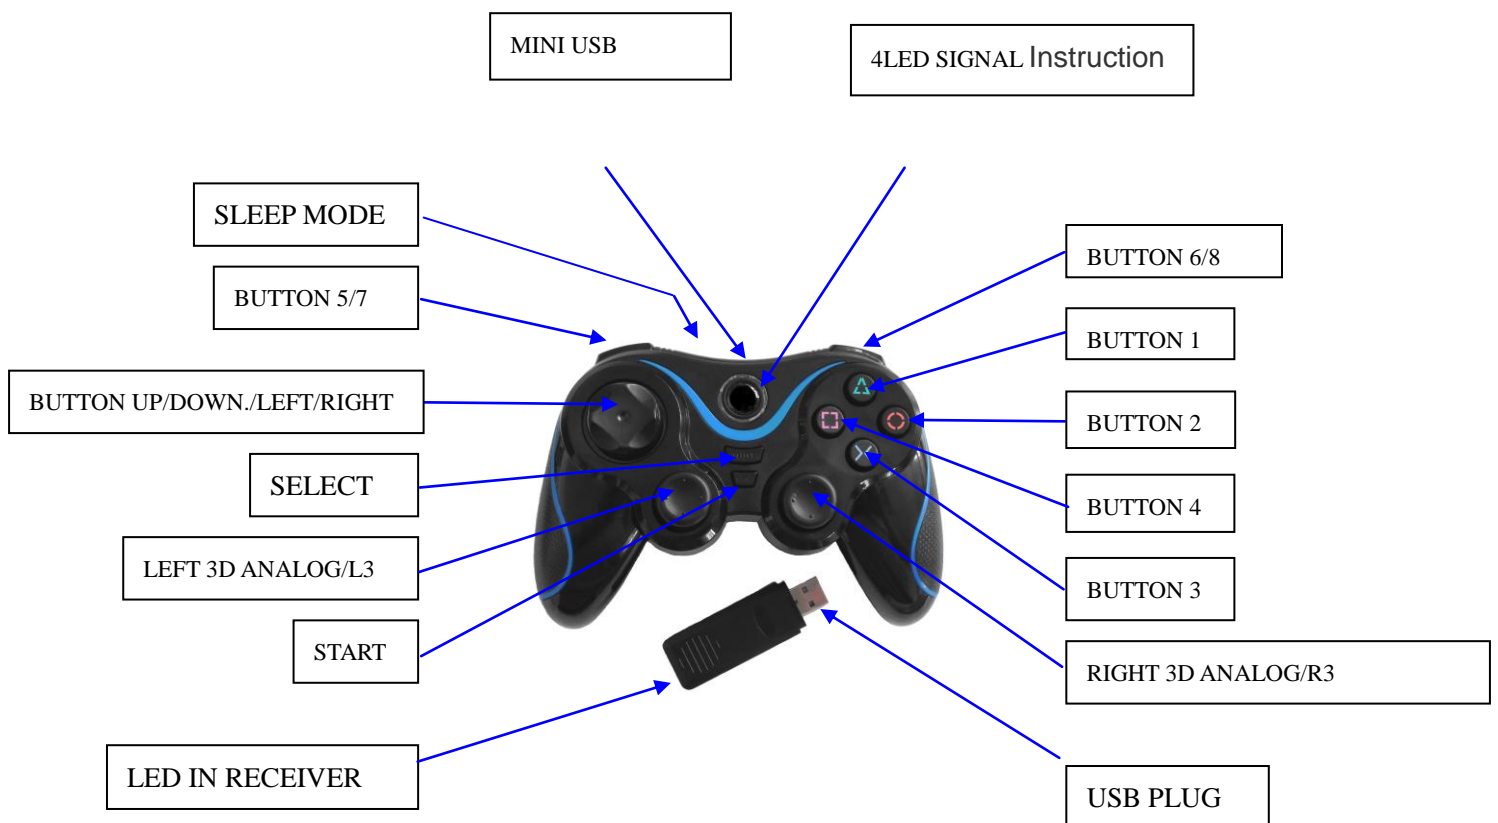 MINI USB
4LED SIGNAL Instruction
SLEEP MODE
BUTTON 6/8
BUTTON 5/7
BUTTON 1
BUTTON UP/DOWN./LEFT/RIGHT
BUTTON 2
SELECT
BUTTON 4
LEFT 3D ANALOG/L3
BUTTON 3
START
RIGHT 3D ANALOG/R3
LED IN RECEIVER
USB PLUG